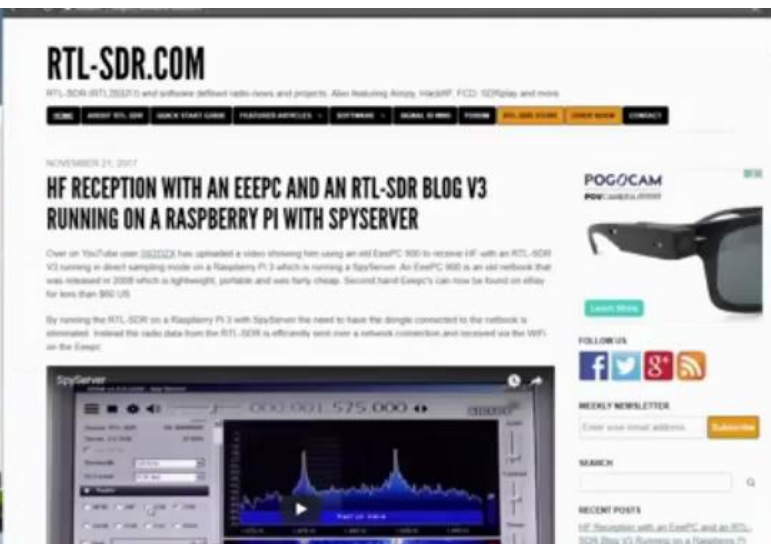 RTL-SDR.COM
RTL-SDR (RTL2832U) and software defined radio news and projects. Also featuring Airspy, HackRF, FCD, SDRplay and more
HOME ABOUT RTL-SDR QUICK START GUIDE FEATURED ARTICLES SOFTWARE SIGNAL ID WIKI FORUM RTL-SDR STORE CONTACT
NOVEMBER 21, 2017
HF RECEPTION WITH AN EEEPC AND AN RTL-SDR BLOG V3
RUNNING ON A RASPBERRY PI WITH SPYSERVER
POGOCAM
Over on YouTube user has uploaded a video showing him using an old EeePC 900 to receive HF with an RTL-SDR
V3 running in direct sampling mode on a Raspberry Pi 3 which is running a SpyServer. An EeePC 900 is an old netbook that
was released in 2008 which is lightweight, portable and was fairly cheap. Second hand Eeepc's can now be found on eBay
for less than $60 US
By running the RTL-SDR on a Raspberry Pi 3 with SpyServer the need to have the dongle connected to the netbook is
eliminated. Instead the radio data from the RTL-SDR is efficiently sent over a network connection and received via the WiFi
on the Eeepc
Learn More
FOLLOW US
WEEKLY NEWSLETTER
Enter your email address Subscribe
SEARCH
RECENT POSTS
HF Reception with an EeePC and an RTL-
SDR Blog V3 Running on a Raspberry Pi
SpyServer
000.001.575.000